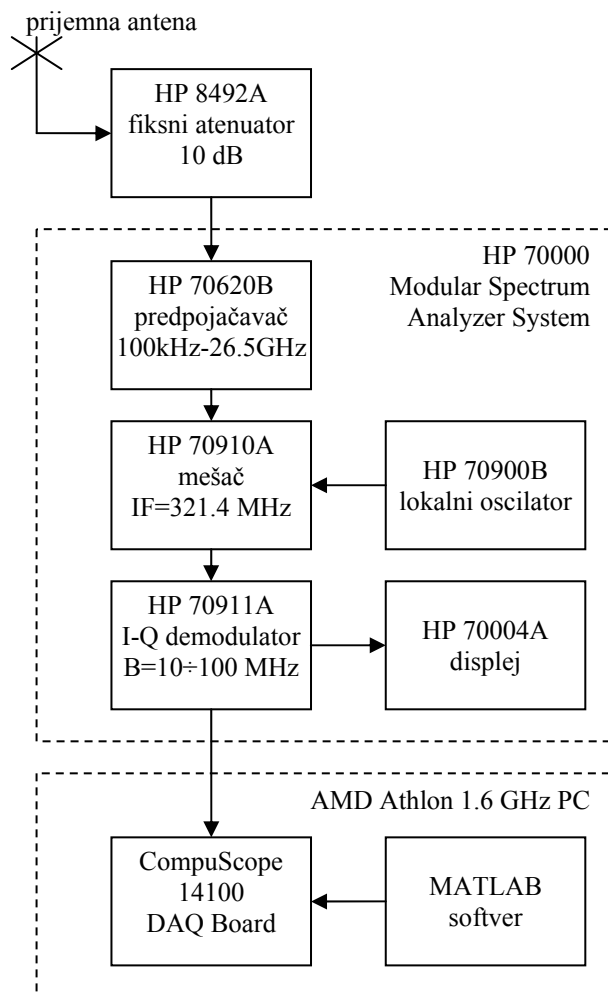 prijemna antena
HP 8492A
fiksni atenuator
10 dB
HP 70000
Modular Spectrum
Analyzer System
HP 70620B
predpojačavač
100kHz-26.5GHz
HP 70910A
mešač
IF=321.4 MHz
HP 70900B
lokalni oscilator
HP 70911A
I-Q demodulator
B=10÷100 MHz
HP 70004A
displej
AMD Athlon 1.6 GHz PC
CompuScope
14100
DAQ Board
MATLAB
softver